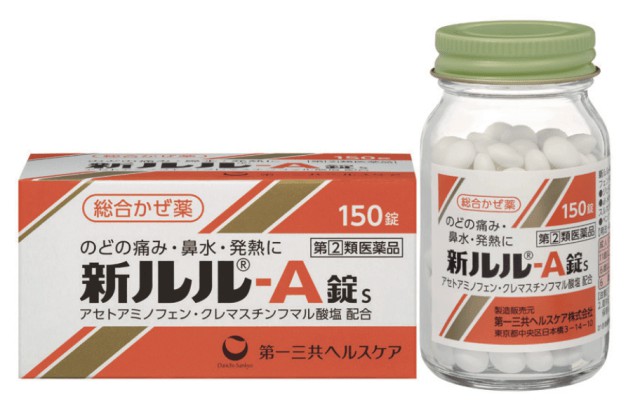 総合かぜ薬
150錠
のどの痛み・鼻水・発熱に
指定第②類医薬品
新ルル®-A錠s
アセトアミノフェン・クレマスチンフマル酸塩 配合
Daiichi-Sankyo
第一三共ヘルスケア
総合かぜ薬
150錠
のどの痛み・
鼻水・発熱に
指定第②類医薬品
新ルル®-A錠s
アセトアミノフェン・クレマスチンフマル酸塩 配合
製造販売元
第一三共ヘルスケア株式会社
東京都中央区日本橋3-14-10